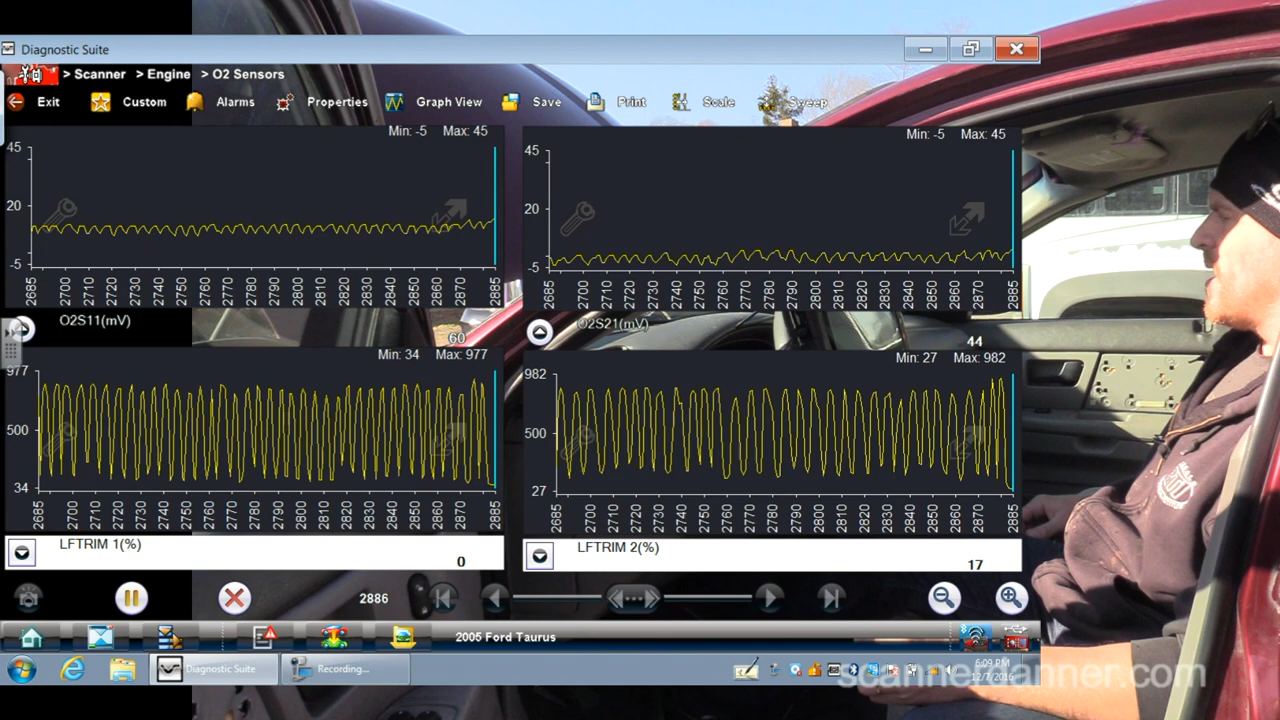 Diagnostic Suite
> Scanner > Engine > O2 Sensors
Exit Custom Alarms Properties Graph View Save Print Scale Sweep
Min: -5 Max: 45
45
20
-5
2685 2700 2710 2720 2730 2740 2750 2760 2770 2780 2790 2800 2810 2820 2830 2840 2850 2860 2870 2885
Min: -5 Max: 45
45
20
-5
2685 2700 2710 2720 2730 2740 2750 2760 2770 2780 2790 2800 2810 2820 2830 2840 2850 2860 2870 2885
O2S11(mV) 60
O2S21(mV) 44
Min: 34 Max: 977
977
500
34
2685 2700 2710 2720 2730 2740 2750 2760 2770 2780 2790 2800 2810 2820 2830 2840 2850 2860 2870 2885
Min: 27 Max: 982
982
500
27
2685 2700 2710 2720 2730 2740 2750 2760 2770 2780 2790 2800 2810 2820 2830 2840 2850 2860 2870 2885
LFTRIM 1(%) 0
LFTRIM 2(%) 17
2886
2005 Ford Taurus
Diagnostic Suite Recording...
6:09 PM
12/7/2016
scannerdanner.com